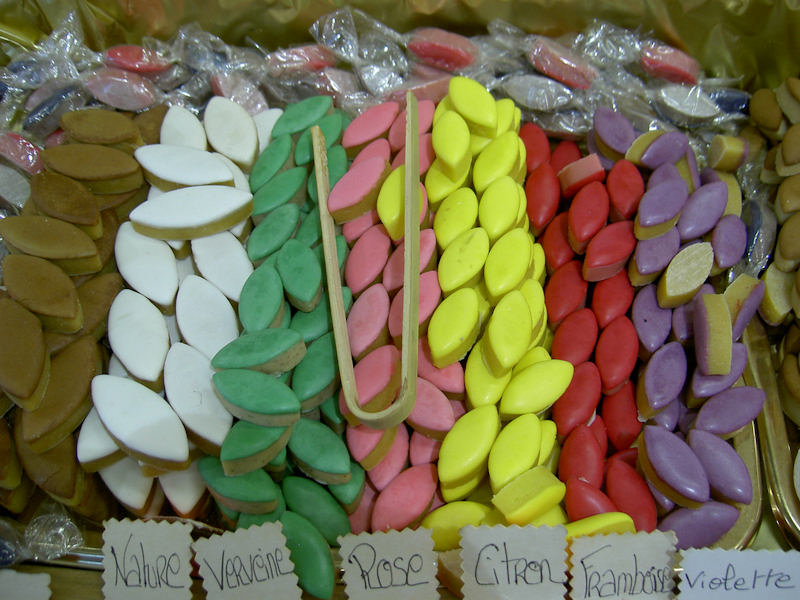 Nature
Verveine
Rose
Citron
Framboise
Violette